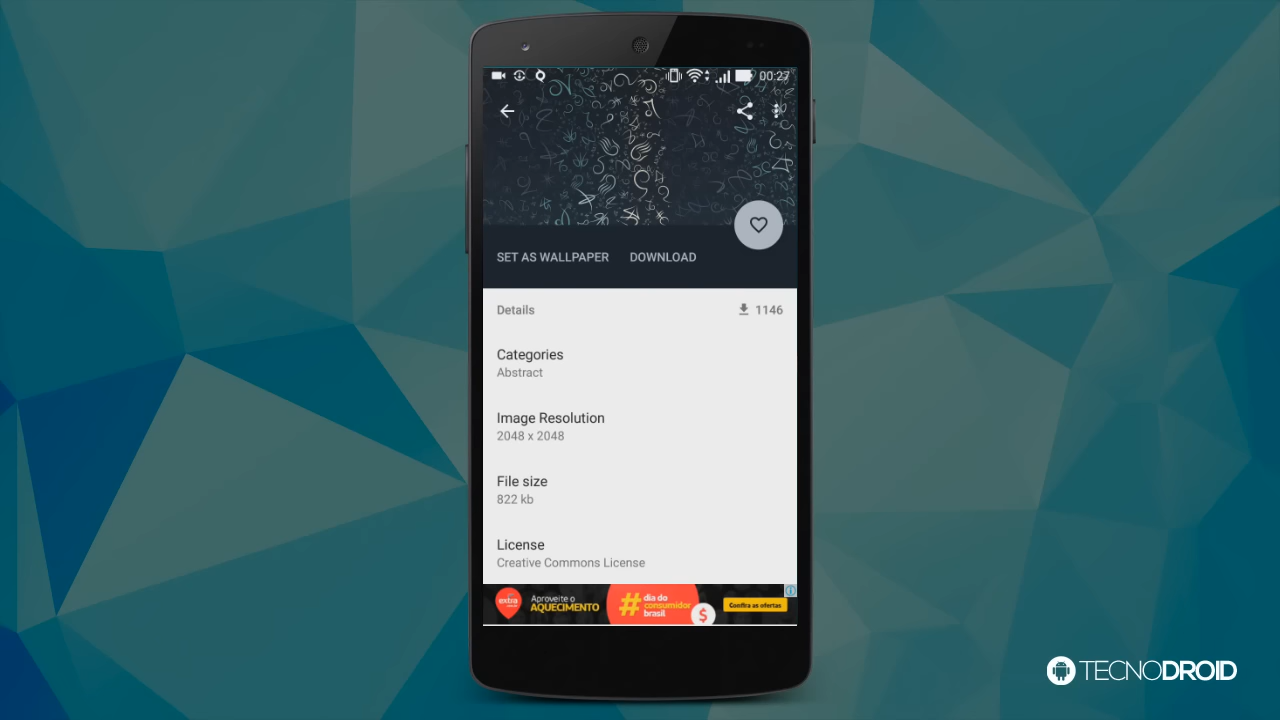 00:27
SET AS WALLPAPER DOWNLOAD
Details 1146
Categories
Abstract
Image Resolution
2048 x 2048
File size
822 kb
License
Creative Commons License
extra
Aproveite o
AQUECIMENTO
#
dia do
consumidor
brasil
$
Confira as ofertas
TECNODROID